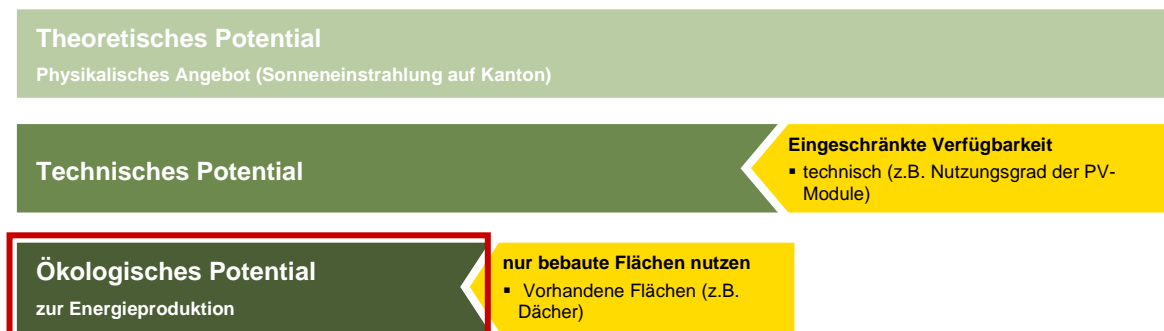 Theoretisches Potential
Physikalisches Angebot (Sonneneinstrahlung auf Kanton)
Technisches Potential
Eingeschränkte Verfügbarkeit
▪ technisch (z.B. Nutzungsgrad der PV-
Module)
Ökologisches Potential
zur Energieproduktion
nur bebaute Flächen nutzen
▪ Vorhandene Flächen (z.B.
Dächer)